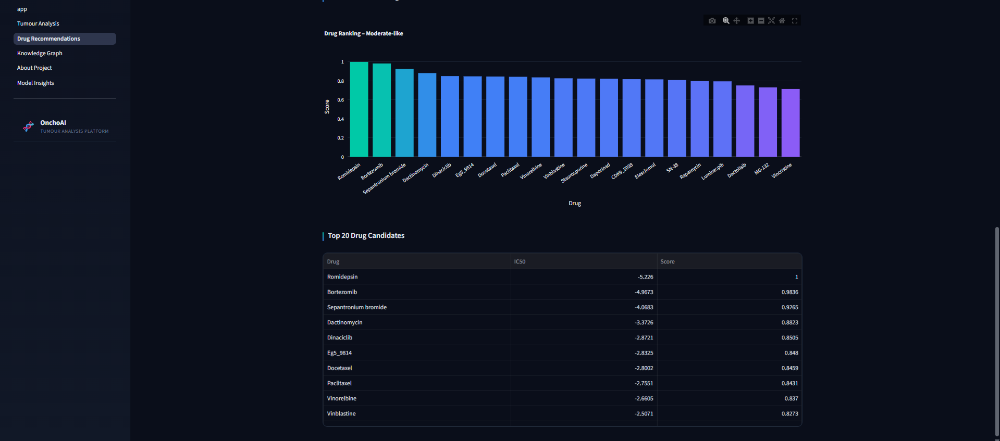 app
Tumour Analysis
Drug Recommendations
Knowledge Graph
About Project
Model Insights
OnchoAI
TUMOUR ANALYSIS PLATFORM
Drug Ranking – Moderate-like
1
0.8
0.6
0.4
0.2
0
Score
Romidepsin
Bortezomib
Sepantronium bromide
Dactinomycin
Dinaciclib
Eg5_9814
Docetaxel
Paclitaxel
Vinorelbine
Vinblastine
Staurosporine
Daporinad
CDK9_5038
Elesclomol
SN-38
Rapamycin
Luminespib
Dactolisib
MG-132
Vincristine
Drug
Top 20 Drug Candidates
Drug IC50 Score
Romidepsin -5.226 1
Bortezomib -4.9673 0.9836
Sepantronium bromide -4.0683 0.9265
Dactinomycin -3.3726 0.8823
Dinaciclib -2.8721 0.8505
Eg5_9814 -2.8325 0.848
Docetaxel -2.8002 0.8459
Paclitaxel -2.7551 0.8431
Vinorelbine -2.6605 0.837
Vinblastine -2.5071 0.8273